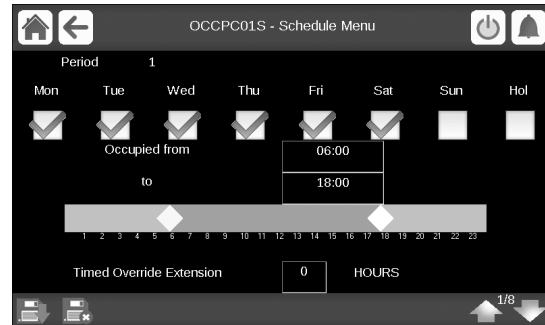 OCCPC01S - Schedule Menu
Period 1
Mon Tue Wed Thu Fri Sat Sun Hol
Occupied from 06:00
to 18:00
1 2 3 4 5 6 7 8 9 10 11 12 13 14 15 16 17 18 19 20 21 22 23
Timed Override Extension 0 HOURS
1/8